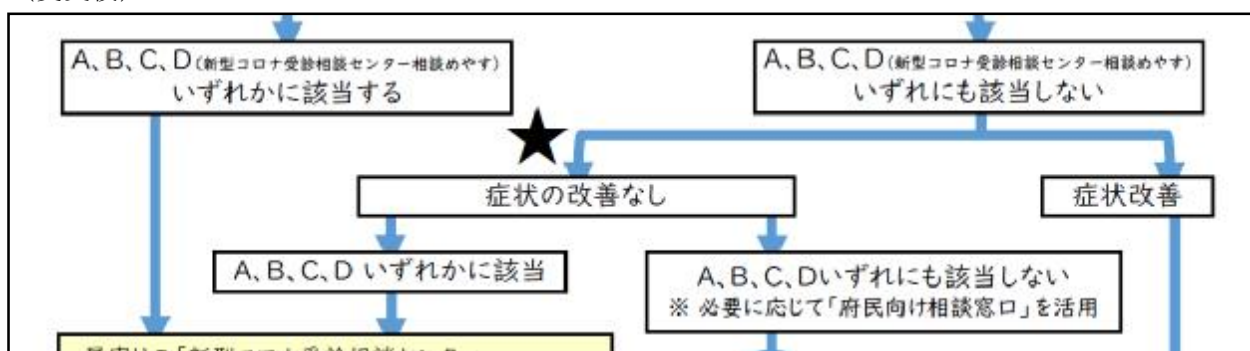 A、B、C、D(新型コロナ受診相談センター相談めやす)
いずれかに該当する
A、B、C、D(新型コロナ受診相談センター相談めやす)
いずれにも該当しない
症状の改善なし
症状改善
A、B、C、D いずれかに該当
A、B、C、Dいずれにも該当しない
※ 必要に応じて「府民向け相談窓口」を活用